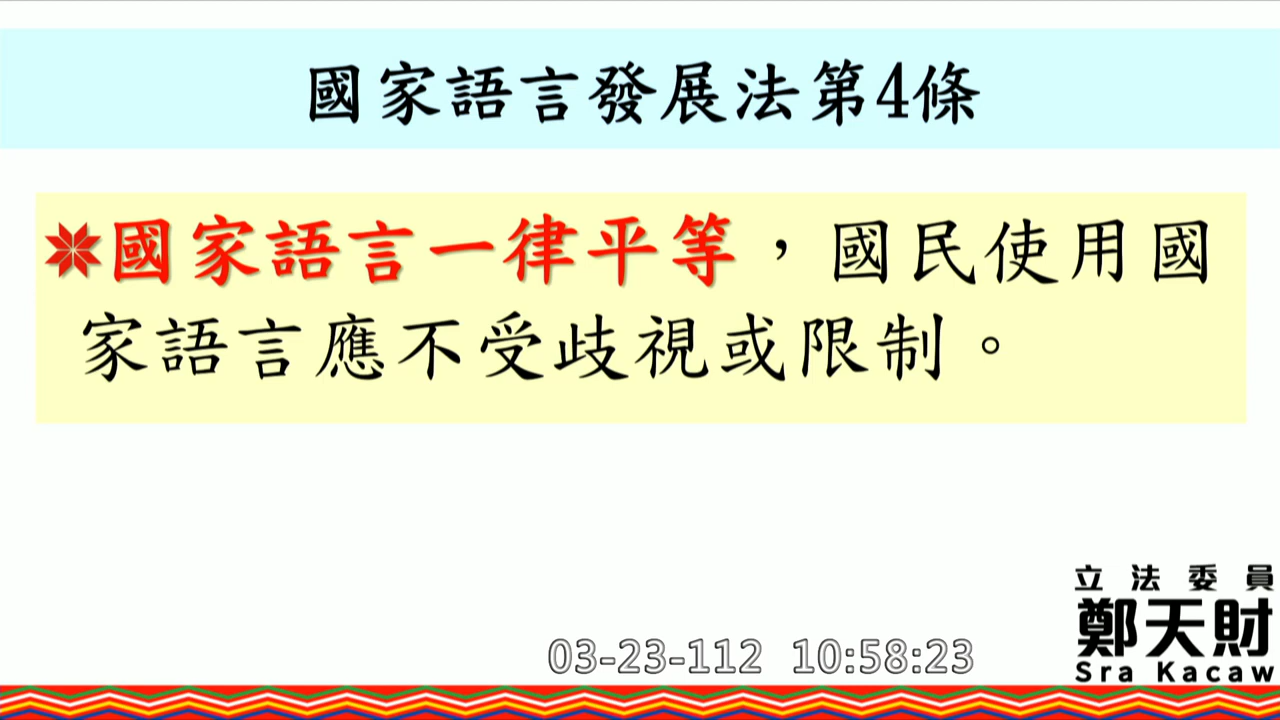 國家語言發展法第4條
國家語言一律平等，國民使用國
家語言應不受歧視或限制。
立法委員
鄭天財
Sra Kacaw
03-23-112 10:58:23